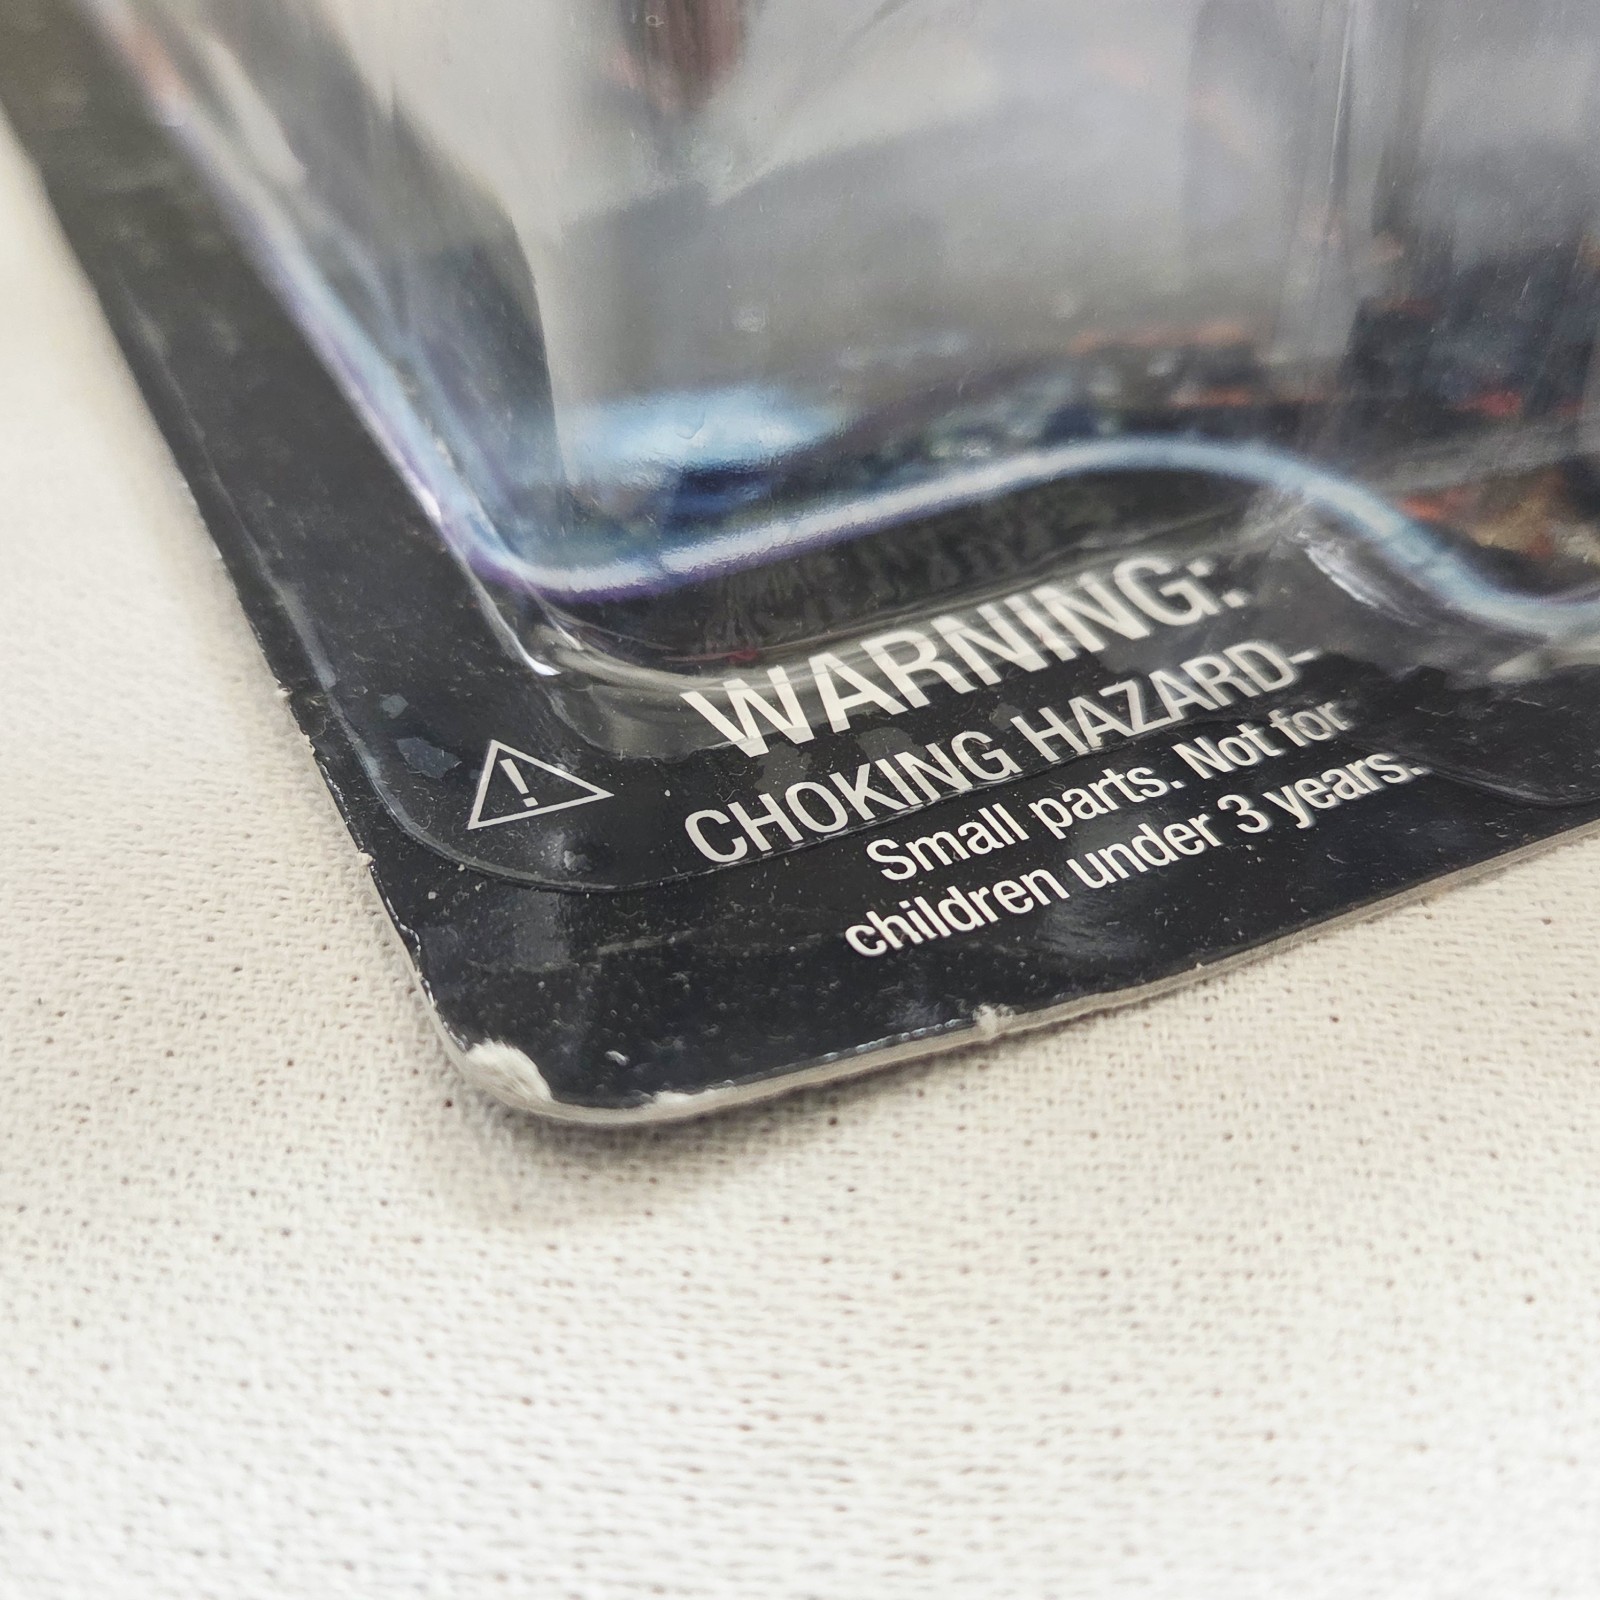 WARNING:
CHOKING HAZARD-
Small parts. Not for
children under 3 years.